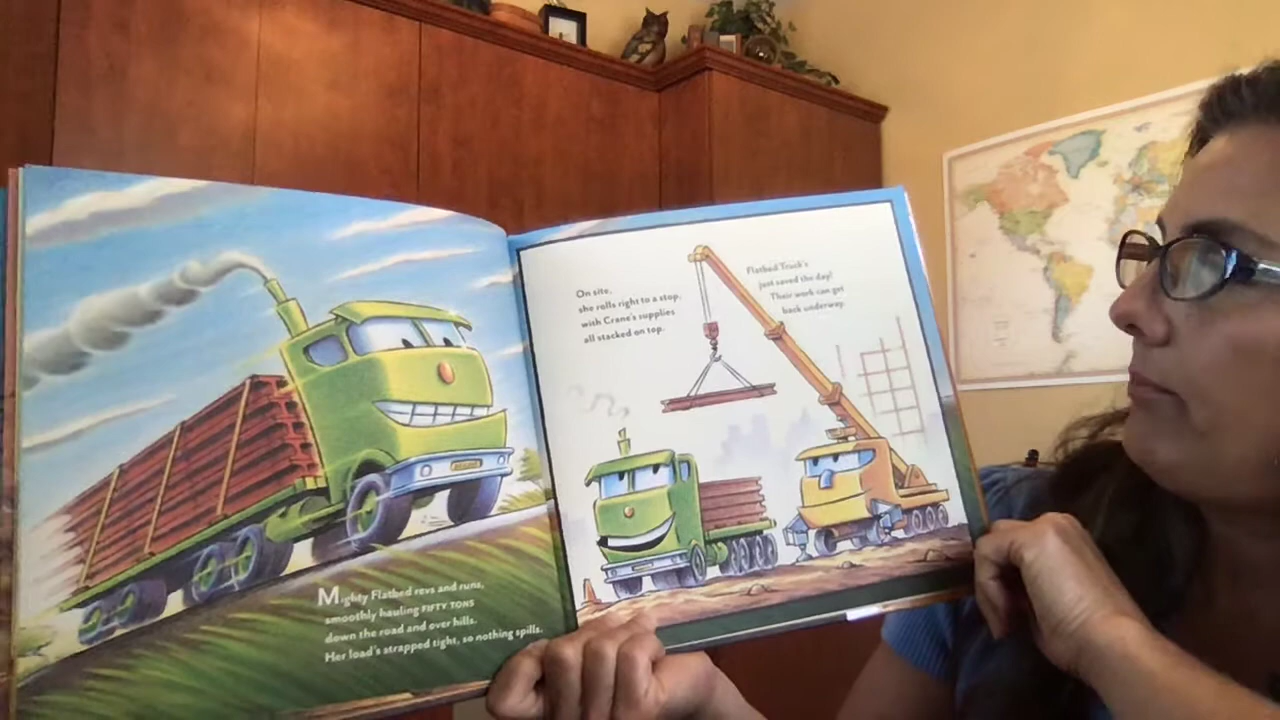 Mighty Flatbed revs and runs,
smoothly hauling FIFTY TONS
down the road and over hills.
Her load's strapped tight, so nothing spills.
On site,
she rolls right to a stop,
with Crane's supplies
all stacked on top.
Flatbed Truck's
just saved the day!
Their work can get
back underway.